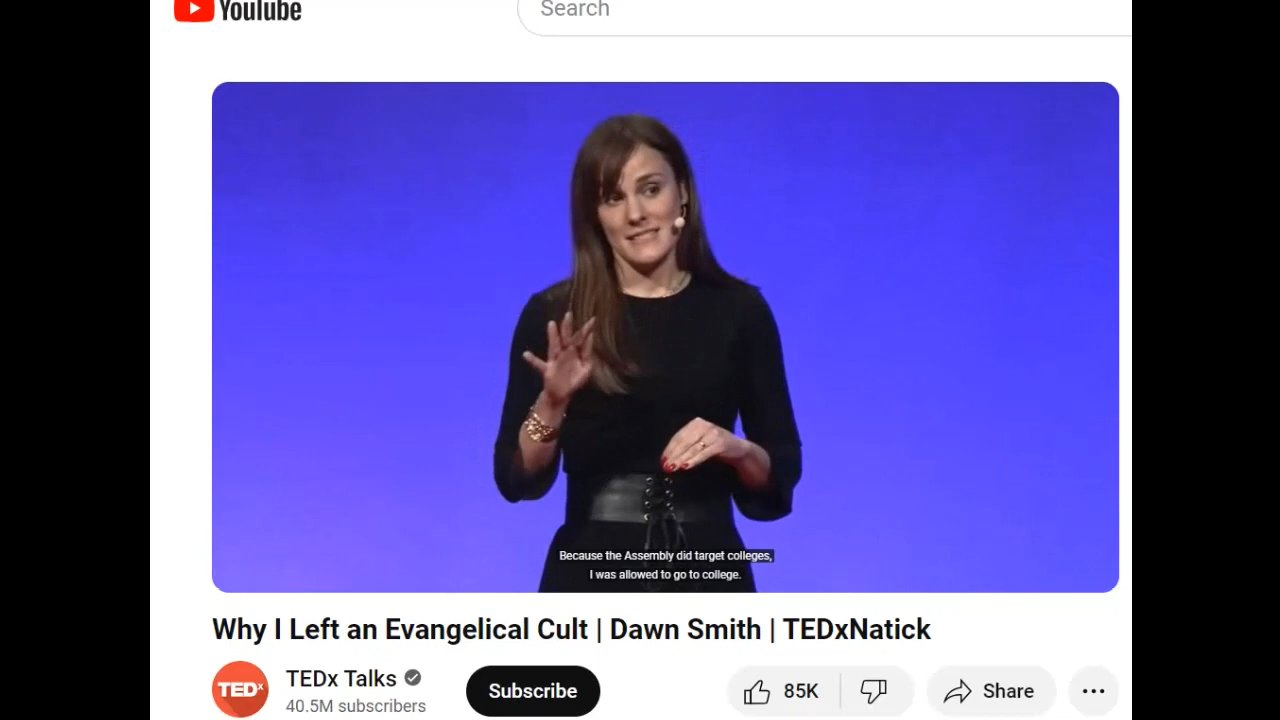 YouTube
Search
Because the Assembly did target colleges,
I was allowed to go to college.
Why I Left an Evangelical Cult | Dawn Smith | TEDxNatick
TEDx
TEDx Talks
40.5M subscribers
Subscribe
85K
Share